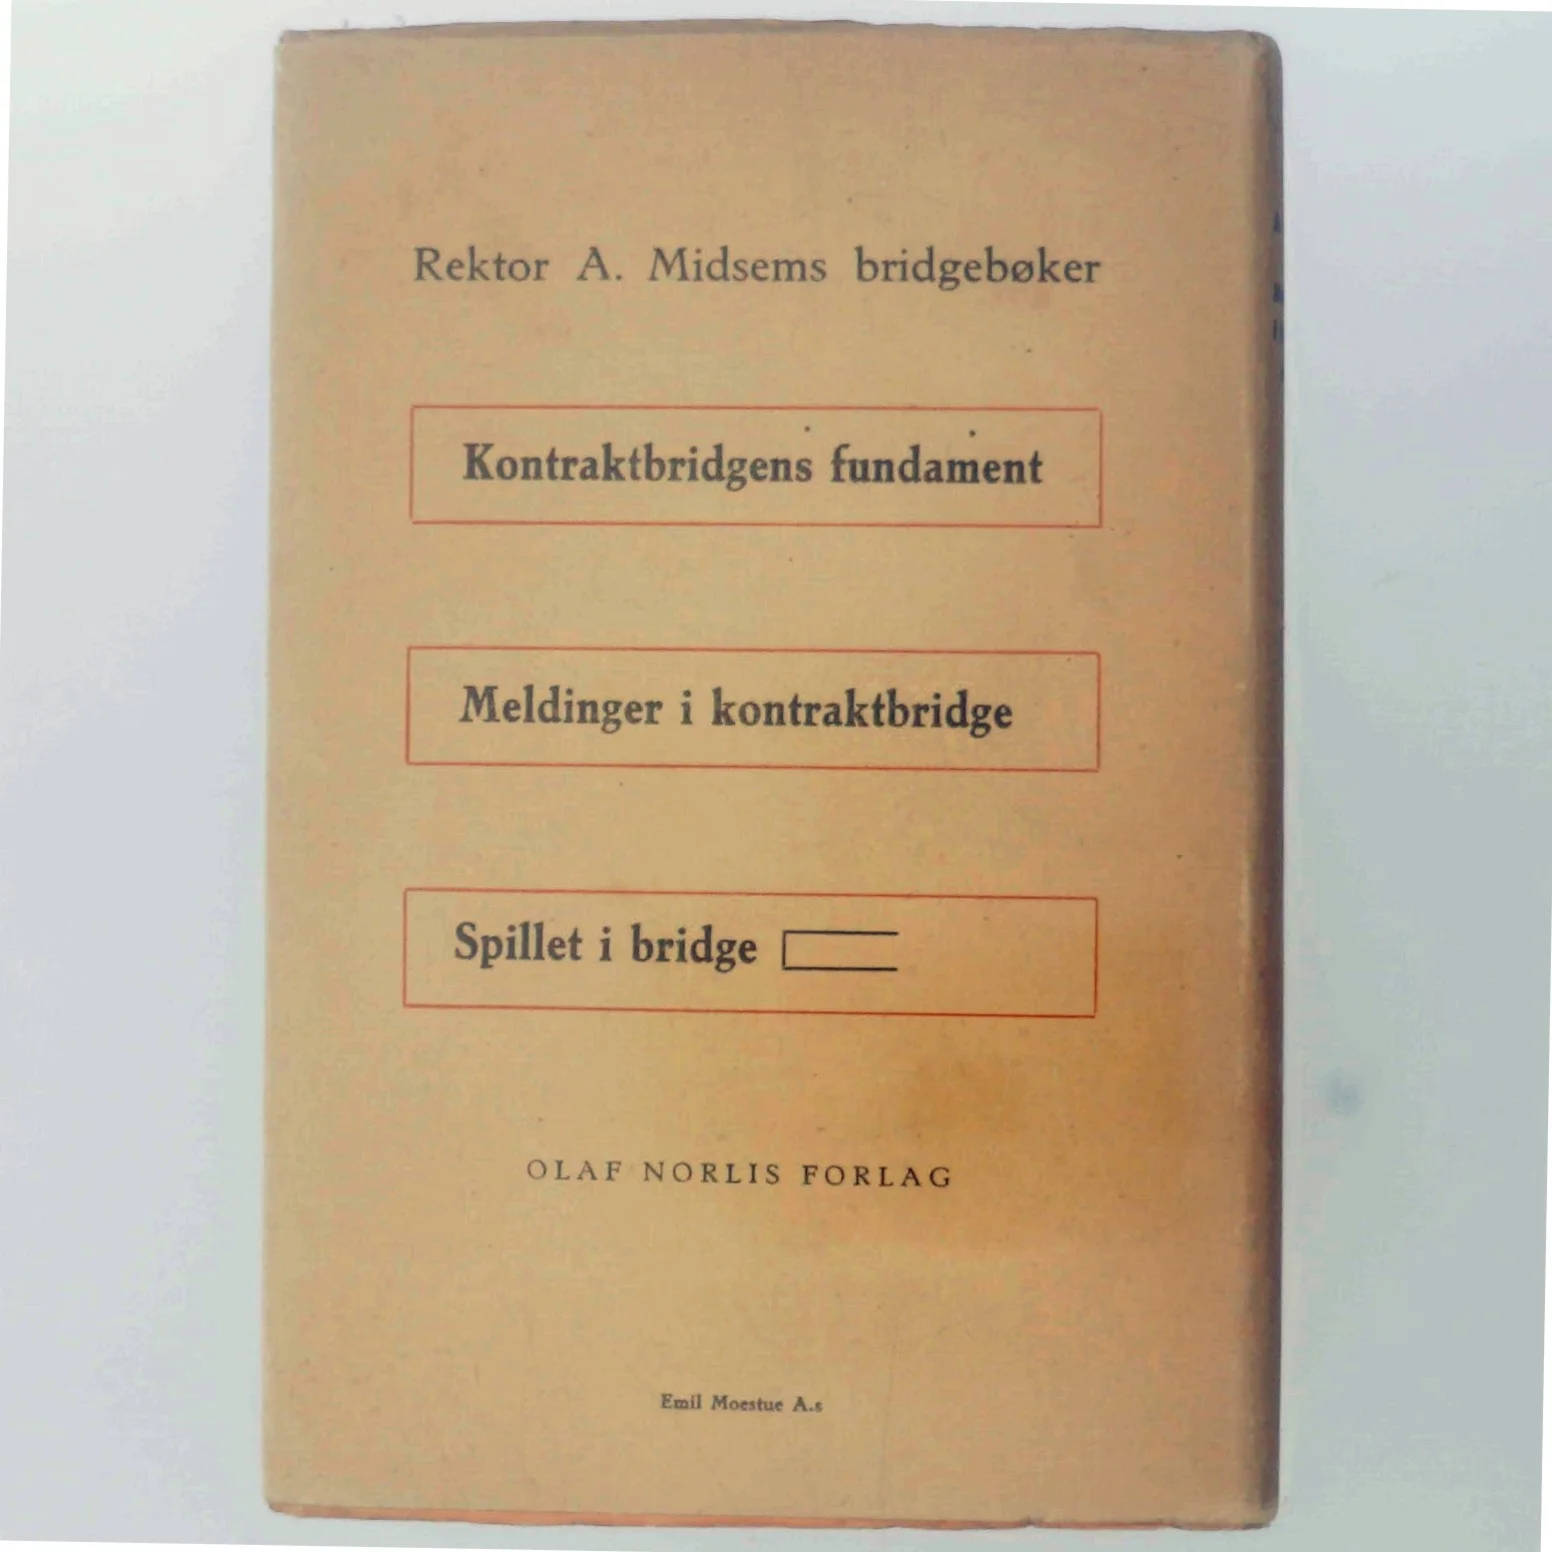 Rektor A. Midsems bridgebøker
Kontraktbridgens fundament
Meldinger i kontraktbridge
Spillet i bridge
OLAF NORLIS FORLAG
Emil Moestue A.s